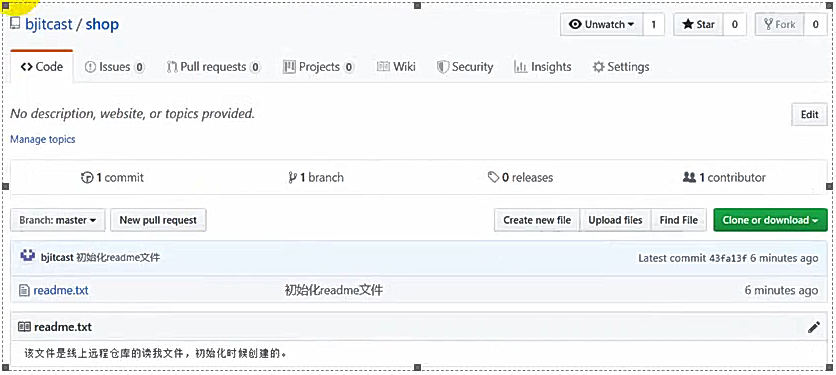 bjitcast / shop
Unwatch 1 Star 0 Fork 0
Code Issues 0 Pull requests 0 Projects 0 Wiki Security Insights Settings
No description, website, or topics provided. Edit
Manage topics
1 commit 1 branch 0 releases 1 contributor
Branch: master New pull request Create new file Upload files Find File Clone or download
bjitcast 初始化readme文件 Latest commit 43fa13f 6 minutes ago
readme.txt 初始化readme文件 6 minutes ago
readme.txt
该文件是线上远程仓库的读我文件，初始化时候创建的。